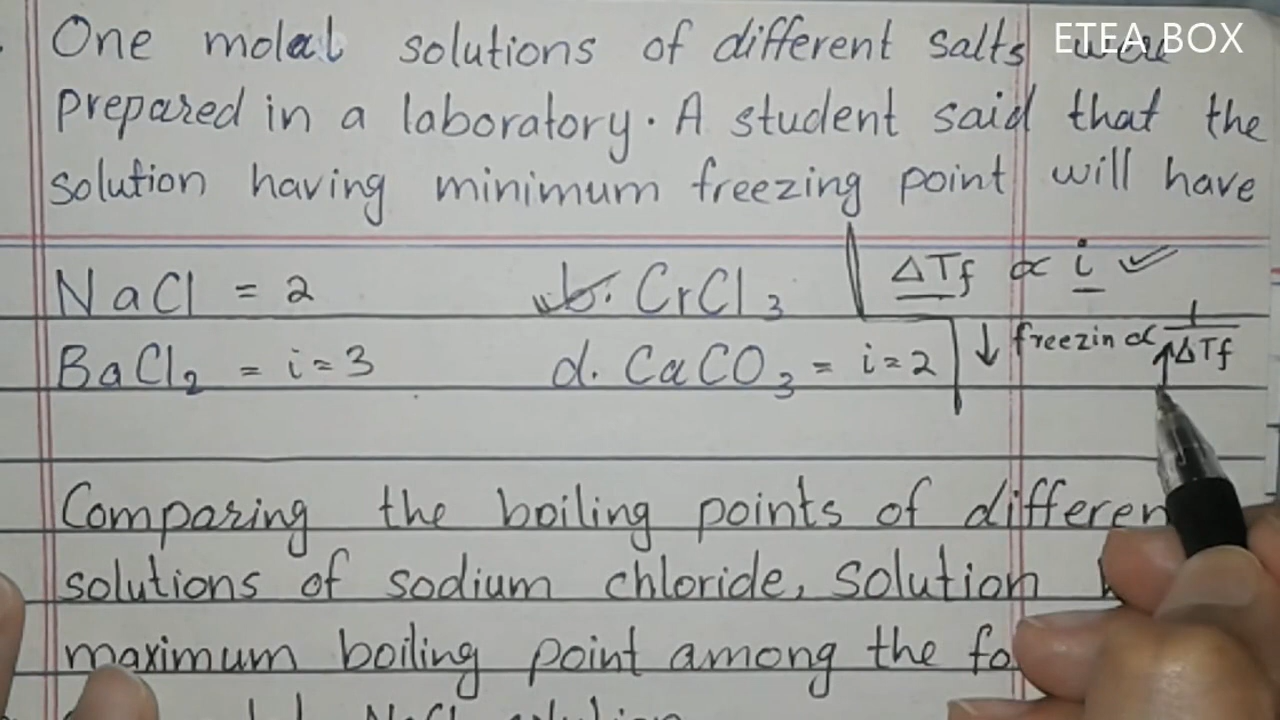 ETEA BOX
One molal solutions of different salts
prepared in a laboratory. A student said that the
solution having minimum freezing point will have
NaCl = 2 b. CrCl3 ΔTf ∝ i ✓
BaCl2 = i = 3 d. CaCO3 = i = 2 ↓ freezin ∝ 1/↑ΔTf
Comparing the boiling points of differen
solutions of sodium chloride, solution
maximum boiling point among the fo
NaCl solution